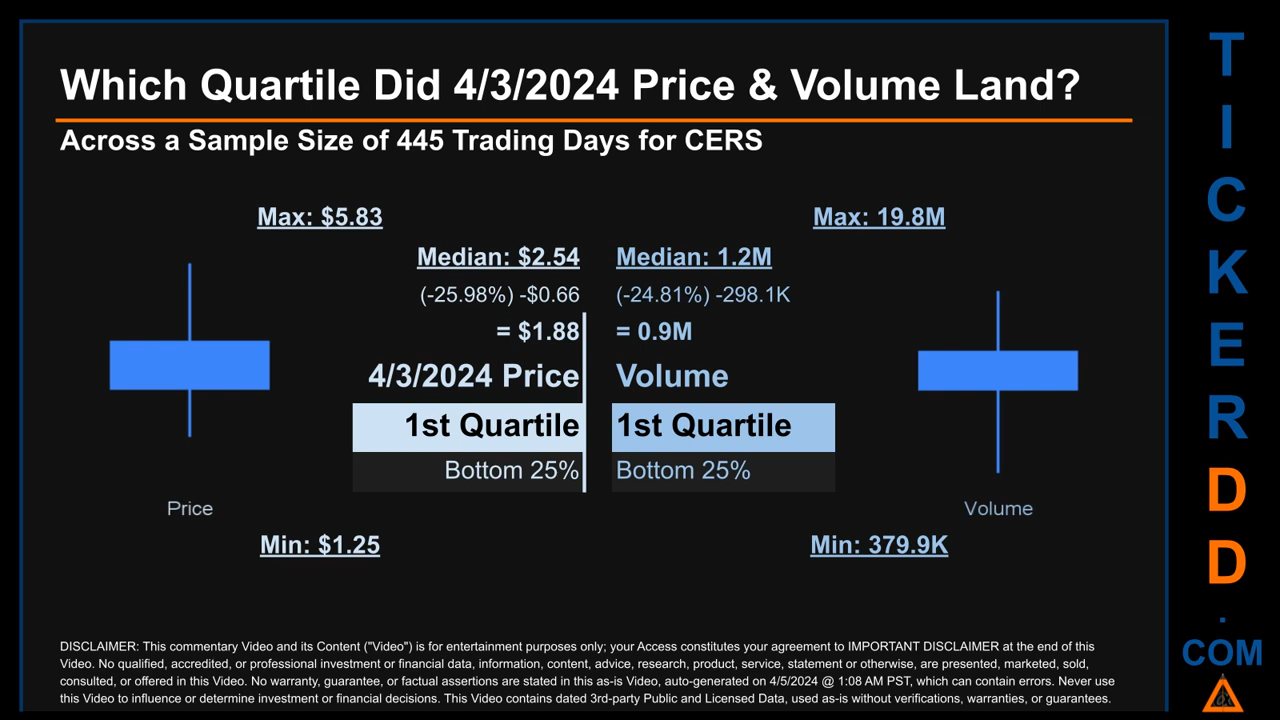 Which Quartile Did 4/3/2024 Price & Volume Land?
Across a Sample Size of 445 Trading Days for CERS
Max: $5.83
Max: 19.8M
Median: $2.54
Median: 1.2M
(-25.98%) -$0.66
(-24.81%) -298.1K
= $1.88
= 0.9M
4/3/2024 Price
Volume
1st Quartile
1st Quartile
Bottom 25%
Bottom 25%
Price
Volume
Min: $1.25
Min: 379.9K
DISCLAIMER: This commentary Video and its Content ("Video") is for entertainment purposes only; your Access constitutes your agreement to IMPORTANT DISCLAIMER at the end of this
Video. No qualified, accredited, or professional investment or financial data, information, content, advice, research, product, service, statement or otherwise, are presented, marketed, sold,
consulted, or offered in this Video. No warranty, guarantee, or factual assertions are stated in this as-is Video, auto-generated on 4/5/2024 @ 1:08 AM PST, which can contain errors. Never use
this Video to influence or determine investment or financial decisions. This Video contains dated 3rd-party Public and Licensed Data, used as-is without verifications, warranties, or guarantees.
T
I
C
K
E
R
D
D
.
COM